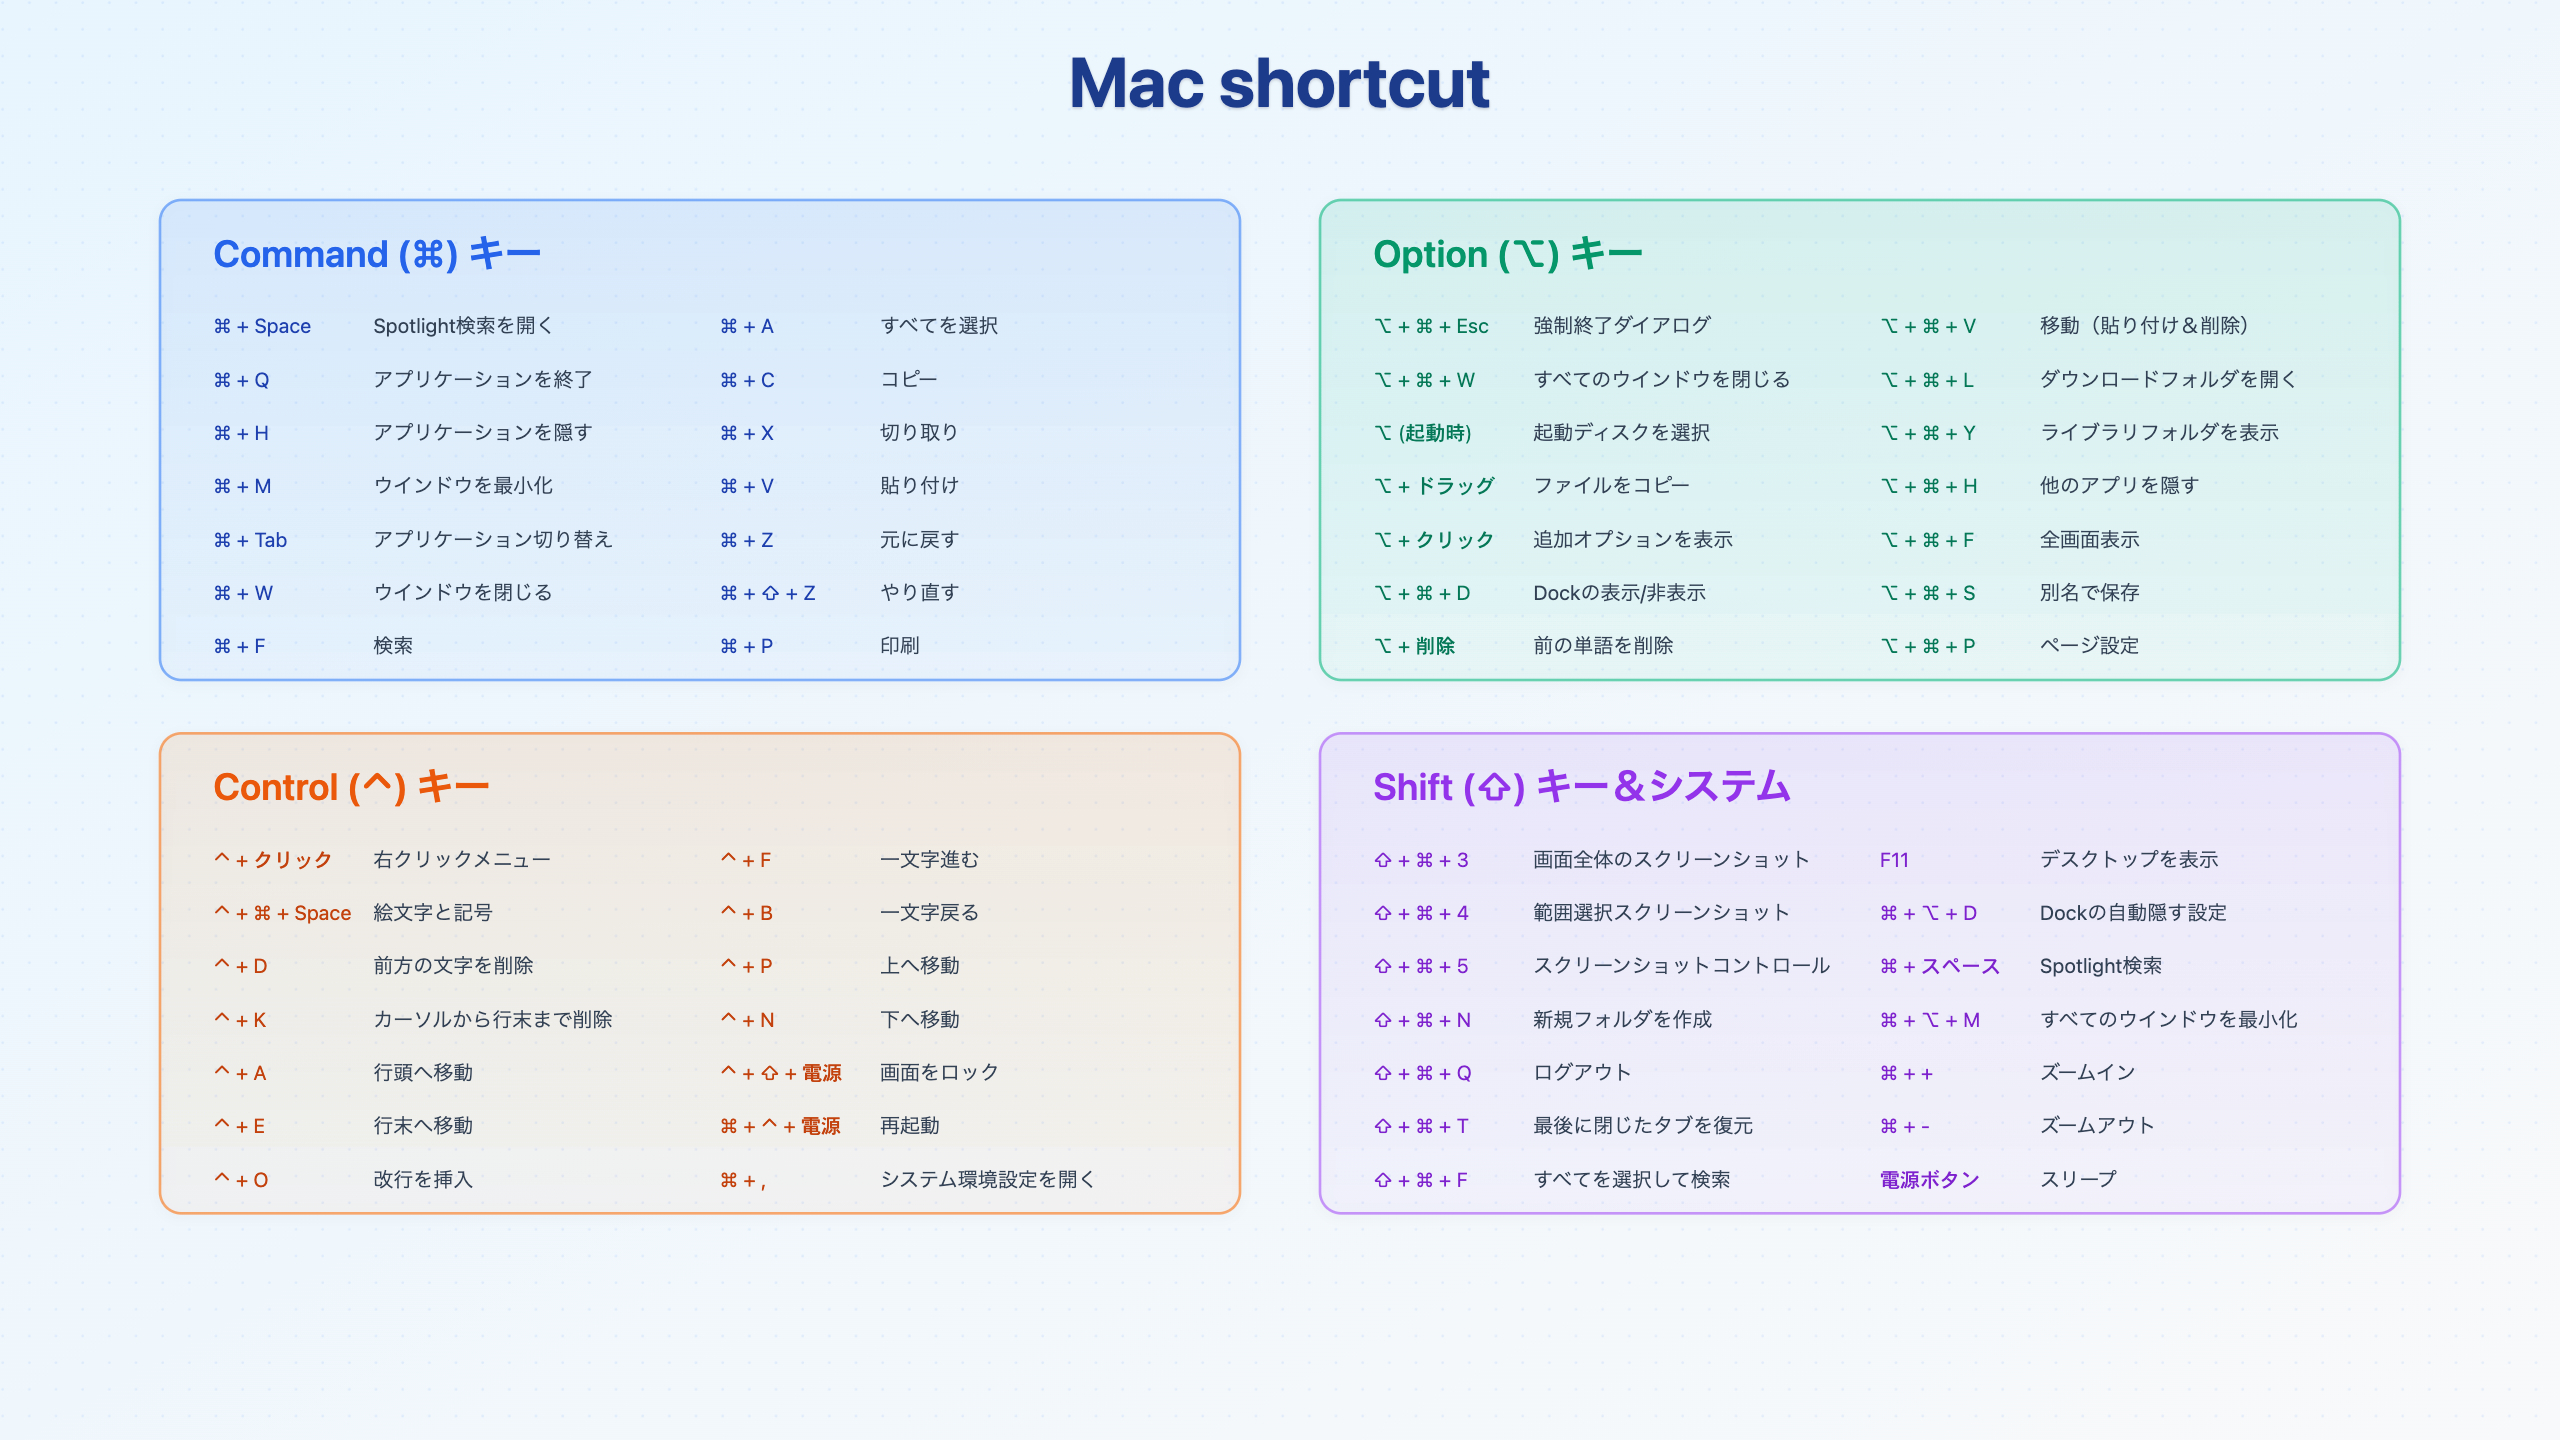 Mac shortcut
Command (⌘) キー
⌘ + Space Spotlight検索を開く
⌘ + Q アプリケーションを終了
⌘ + H アプリケーションを隠す
⌘ + M ウインドウを最小化
⌘ + Tab アプリケーション切り替え
⌘ + W ウインドウを閉じる
⌘ + F 検索
⌘ + A すべてを選択
⌘ + C コピー
⌘ + X 切り取り
⌘ + V 貼り付け
⌘ + Z 元に戻す
⌘ + ⇧ + Z やり直す
⌘ + P 印刷
Option (⌥) キー
⌥ + ⌘ + Esc 強制終了ダイアログ
⌥ + ⌘ + W すべてのウインドウを閉じる
⌥ (起動時) 起動ディスクを選択
⌥ + ドラッグ ファイルをコピー
⌥ + クリック 追加オプションを表示
⌥ + ⌘ + D Dockの表示/非表示
⌥ + 削除 前の単語を削除
⌥ + ⌘ + V 移動（貼り付け＆削除）
⌥ + ⌘ + L ダウンロードフォルダを開く
⌥ + ⌘ + Y ライブラリフォルダを表示
⌥ + ⌘ + H 他のアプリを隠す
⌥ + ⌘ + F 全画面表示
⌥ + ⌘ + S 別名で保存
⌥ + ⌘ + P ページ設定
Control (⌃) キー
⌃ + クリック 右クリックメニュー
⌃ + ⌘ + Space 絵文字と記号
⌃ + D 前方の文字を削除
⌃ + K カーソルから行末まで削除
⌃ + A 行頭へ移動
⌃ + E 行末へ移動
⌃ + O 改行を挿入
⌃ + F 一文字進む
⌃ + B 一文字戻る
⌃ + P 上へ移動
⌃ + N 下へ移動
⌃ + ⇧ + 電源 画面をロック
⌘ + ⌃ + 電源 再起動
⌘ + , システム環境設定を開く
Shift (⇧) キー＆システム
⇧ + ⌘ + 3 画面全体のスクリーンショット
⇧ + ⌘ + 4 範囲選択スクリーンショット
⇧ + ⌘ + 5 スクリーンショットコントロール
⇧ + ⌘ + N 新規フォルダを作成
⇧ + ⌘ + Q ログアウト
⇧ + ⌘ + T 最後に閉じたタブを復元
⇧ + ⌘ + F すべてを選択して検索
F11 デスクトップを表示
⌘ + ⌥ + D Dockの自動隠す設定
⌘ + スペース Spotlight検索
⌘ + ⌥ + M すべてのウインドウを最小化
⌘ + + ズームイン
⌘ + - ズームアウト
電源ボタン スリープ